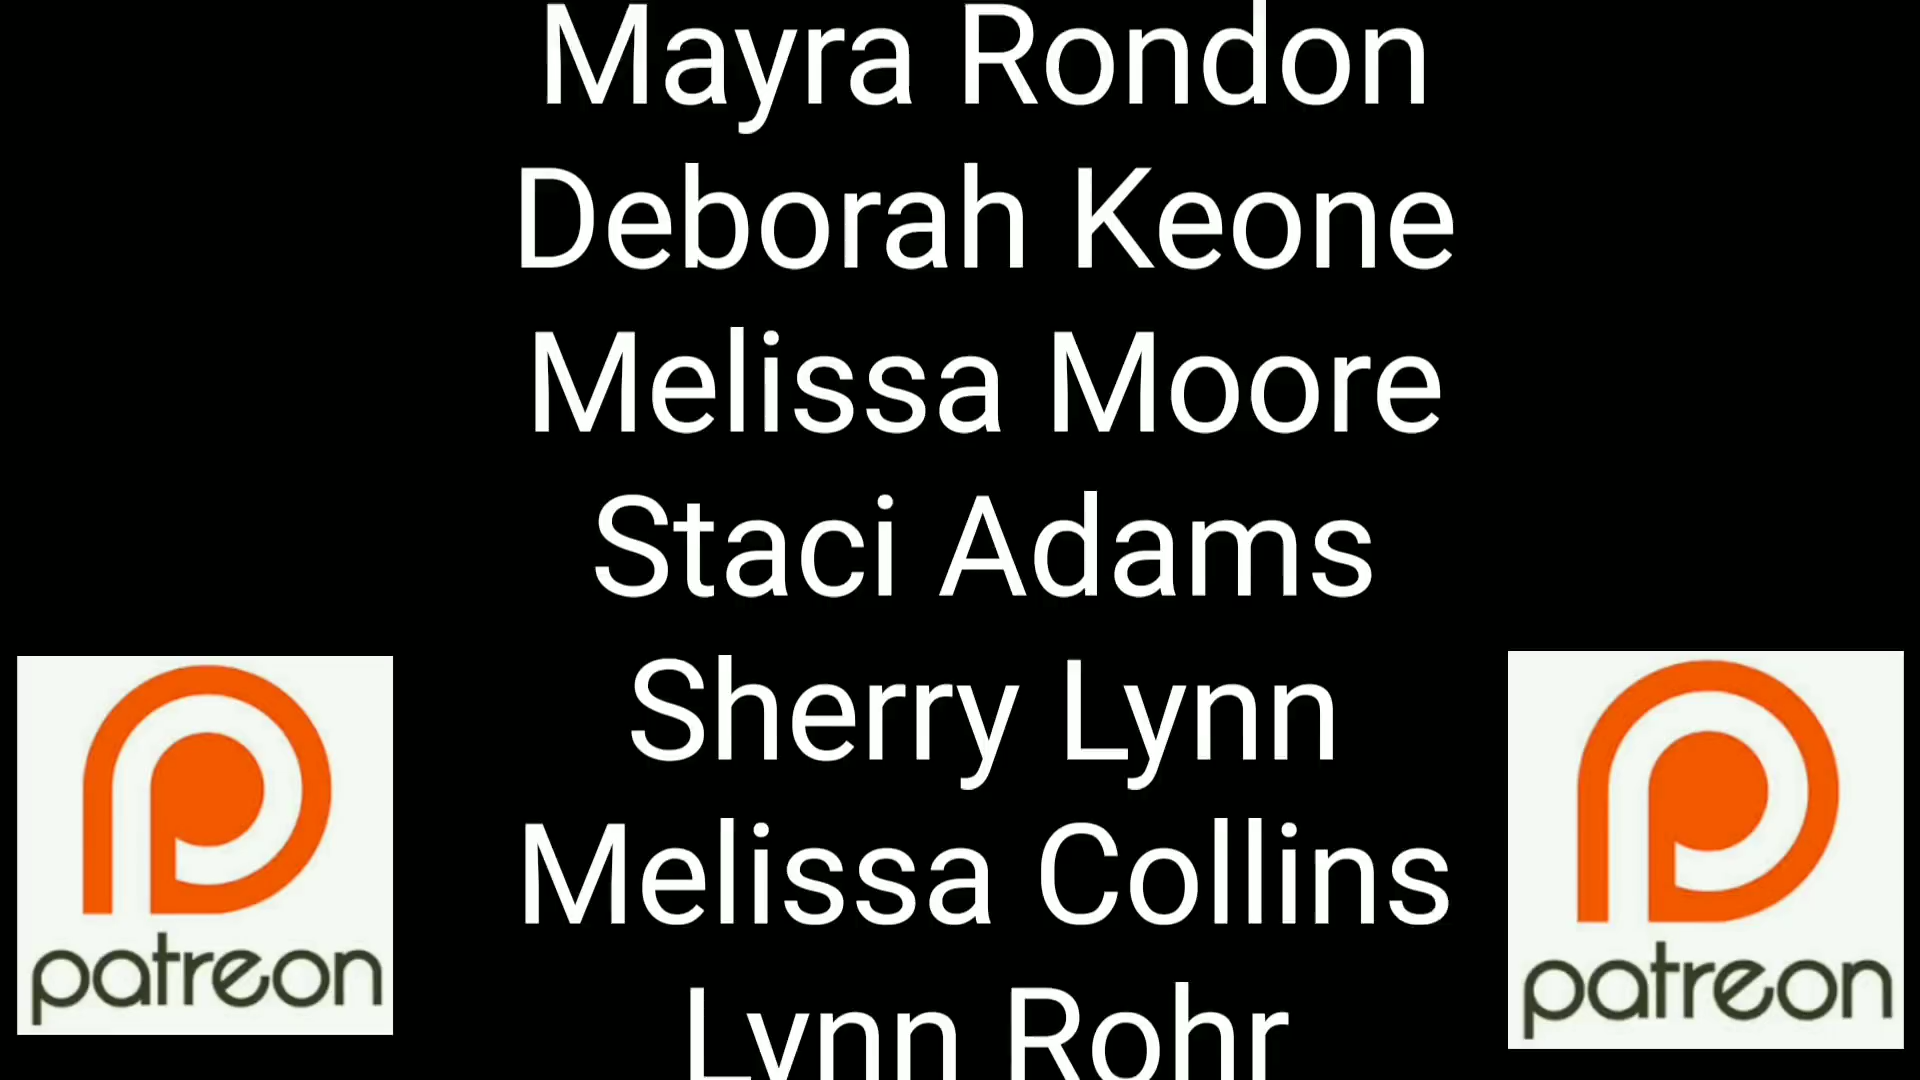 Mayra Rondon
Deborah Keone
Melissa Moore
Staci Adams
Sherry Lynn
Melissa Collins
Lynn Rohr
patreon
patreon